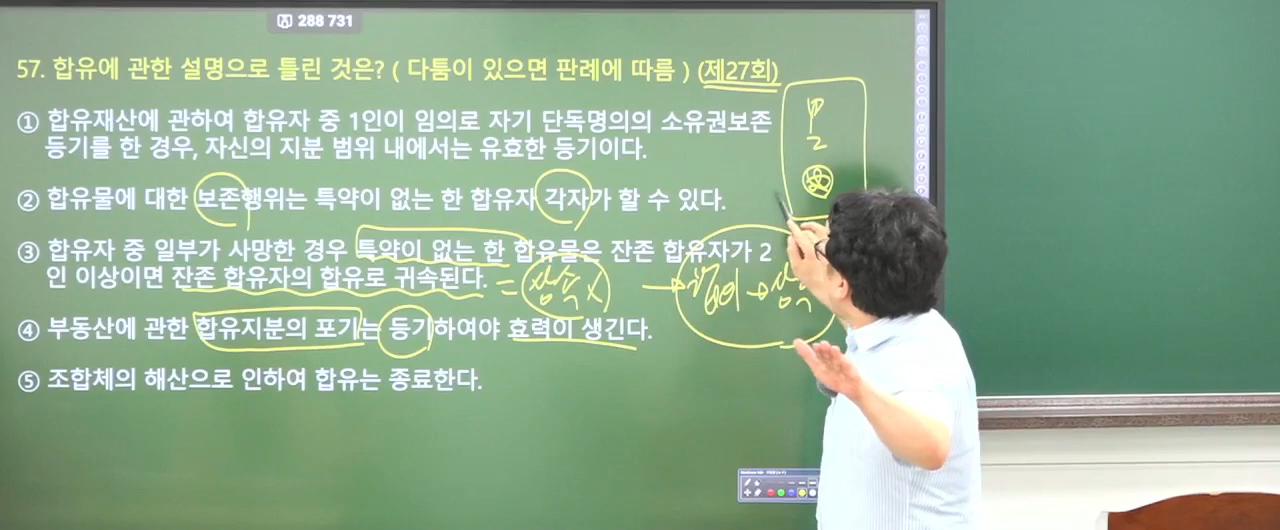 288 731
57. 합유에 관한 설명으로 틀린 것은? ( 다툼이 있으면 판례에 따름 ) (제27회)
① 합유재산에 관하여 합유자 중 1인이 임의로 자기 단독명의의 소유권보존
등기를 한 경우, 자신의 지분 범위 내에서는 유효한 등기이다.
② 합유물에 대한 보존행위는 특약이 없는 한 합유자 각자가 할 수 있다.
③ 합유자 중 일부가 사망한 경우 특약이 없는 한 합유물은 잔존 합유자가 2
인 이상이면 잔존 합유자의 합유로 귀속된다.
= 상속 X →
④ 부동산에 관한 합유지분의 포기는 등기하여야 효력이 생긴다.
⑤ 조합체의 해산으로 인하여 합유는 종료한다.